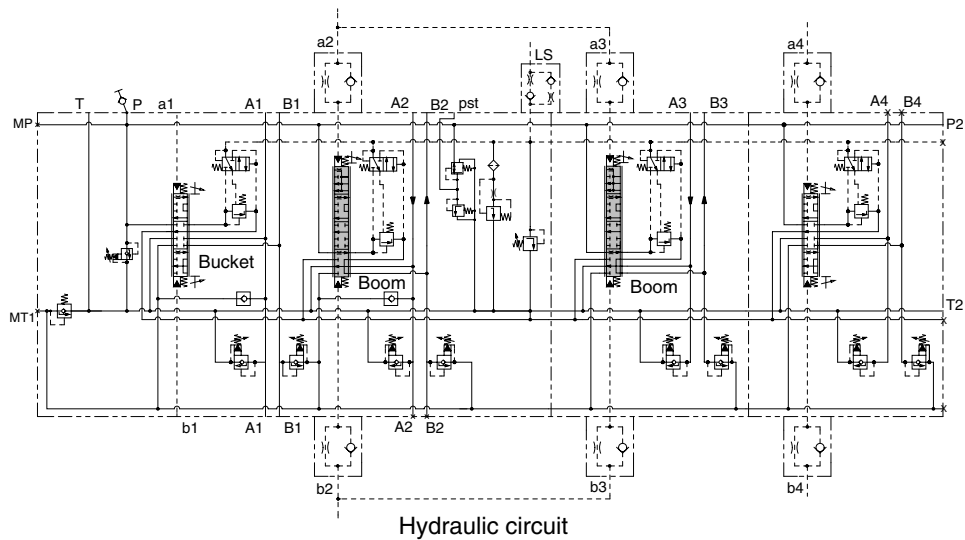 a2 a3 a4
LS
T P a1 A1 B1 A2 B2 pst A3 B3 A4 B4
MP P2
Bucket
Boom Boom
MT1 T2
b1 A1 B1 A2 B2
b2 b3 b4
Hydraulic circuit